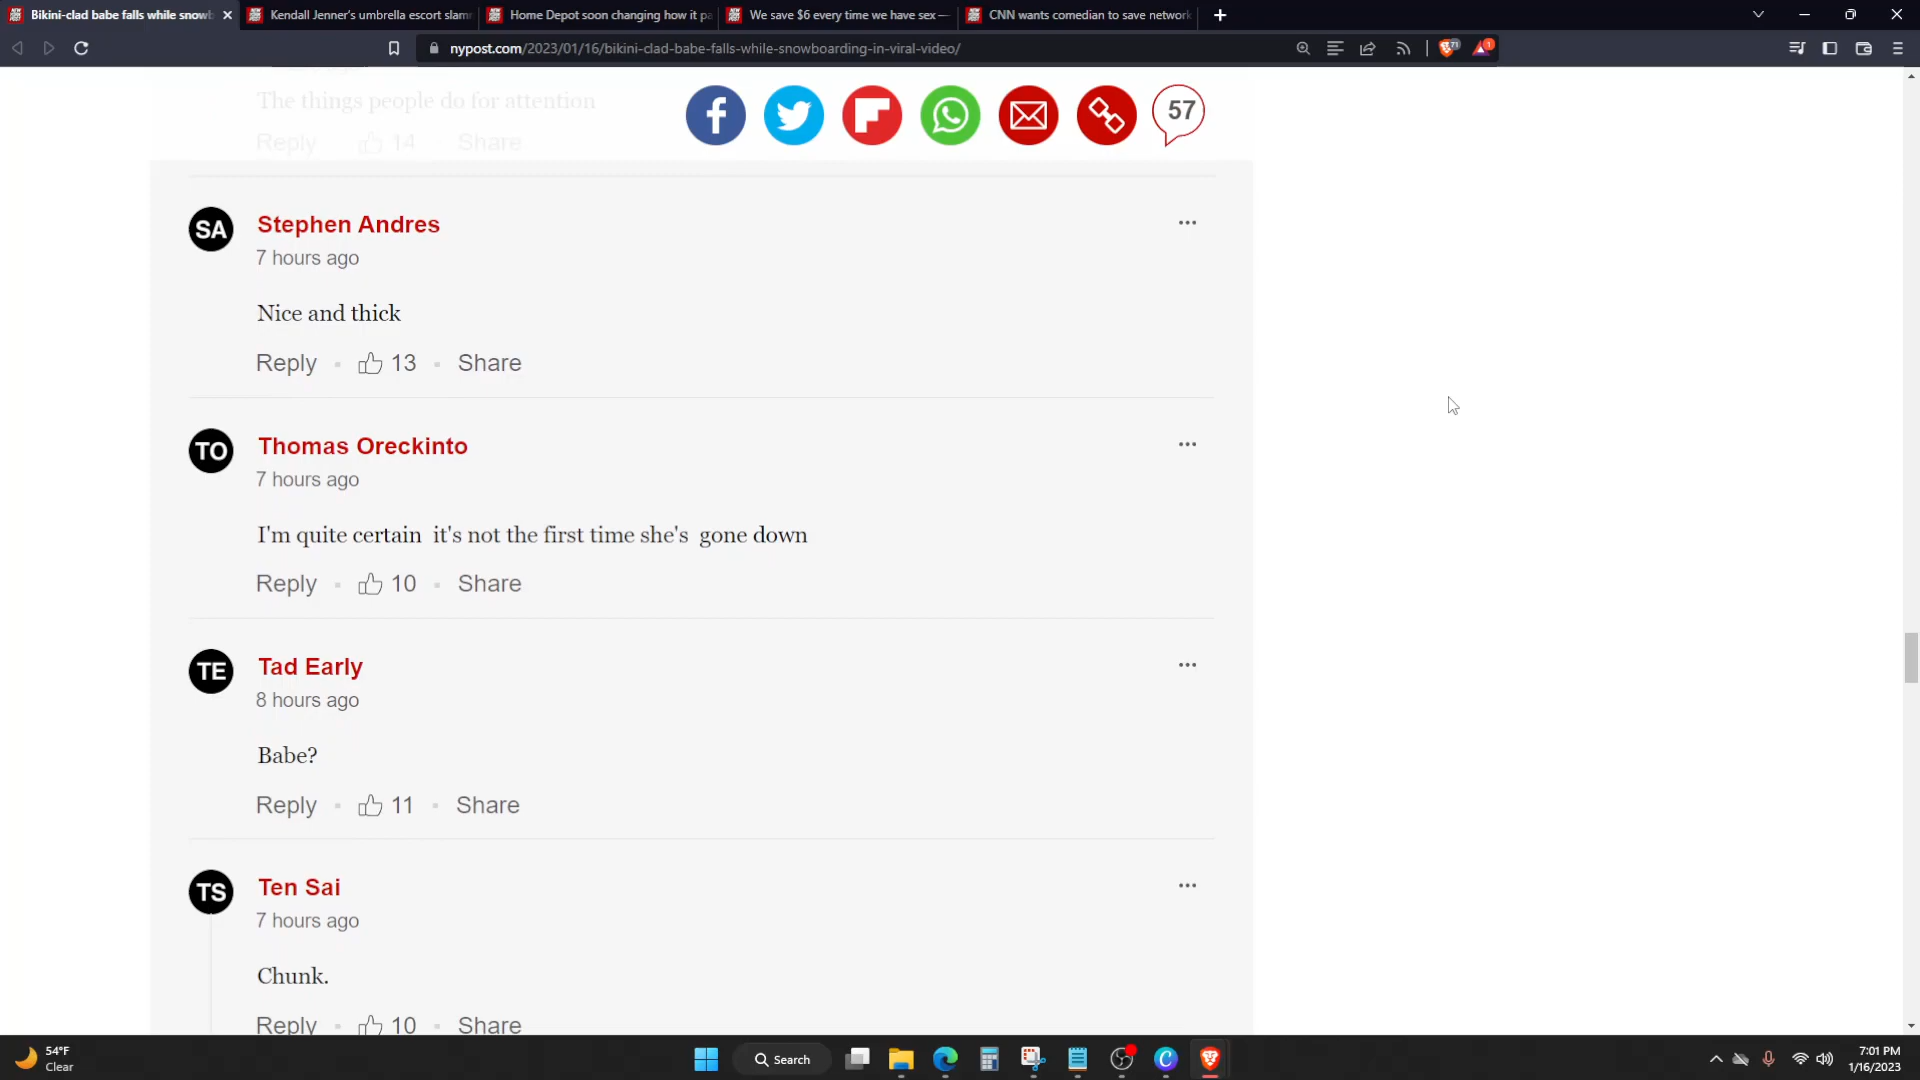 Bikini-clad babe falls while snowb
Kendall Jenner's umbrella escort slam
Home Depot soon changing how it pa
We save $6 every time we have sex —
CNN wants comedian to save network
nypost.com/2023/01/16/bikini-clad-babe-falls-while-snowboarding-in-viral-video/
71
1
The things people do for attention
Reply 14 Share
57
SA
Stephen Andres
7 hours ago
Nice and thick
Reply 13 Share
TO
Thomas Oreckinto
7 hours ago
I'm quite certain it's not the first time she's gone down
Reply 10 Share
TE
Tad Early
8 hours ago
Babe?
Reply 11 Share
TS
Ten Sai
7 hours ago
Chunk.
Reply 10 Share
54°F
Clear
Search
7:01 PM
1/16/2023